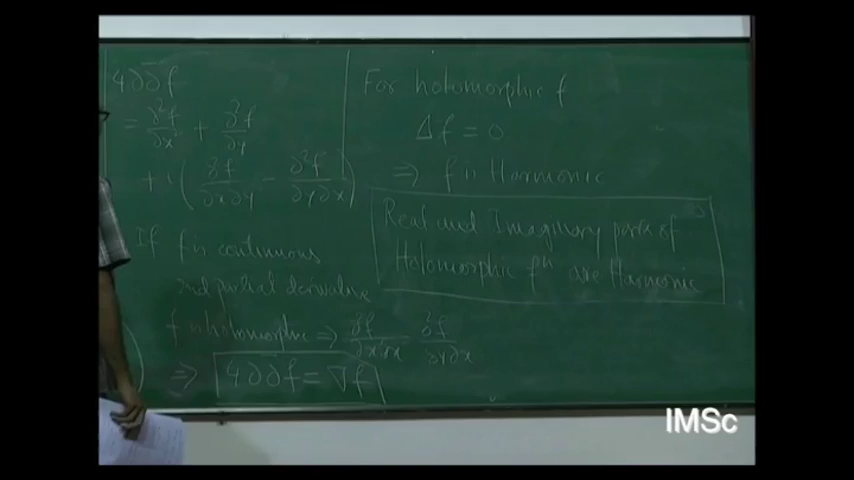 4∂∂̄f
= ∂²f/∂x² + ∂²f/∂y
+ i(∂²f/∂x∂y - ∂²f/∂y∂x)
If f is continuous
2nd partial derivative
f is holomorphic ⇒ ∂²f ∂²f/∂y∂x
⇒ 4∂∂f = ∇f
For holomorphic f
Δf = 0
⇒ f is Harmonic
Real and Imaginary parts of
Holomorphic fⁿ are Harmonic
IMSc